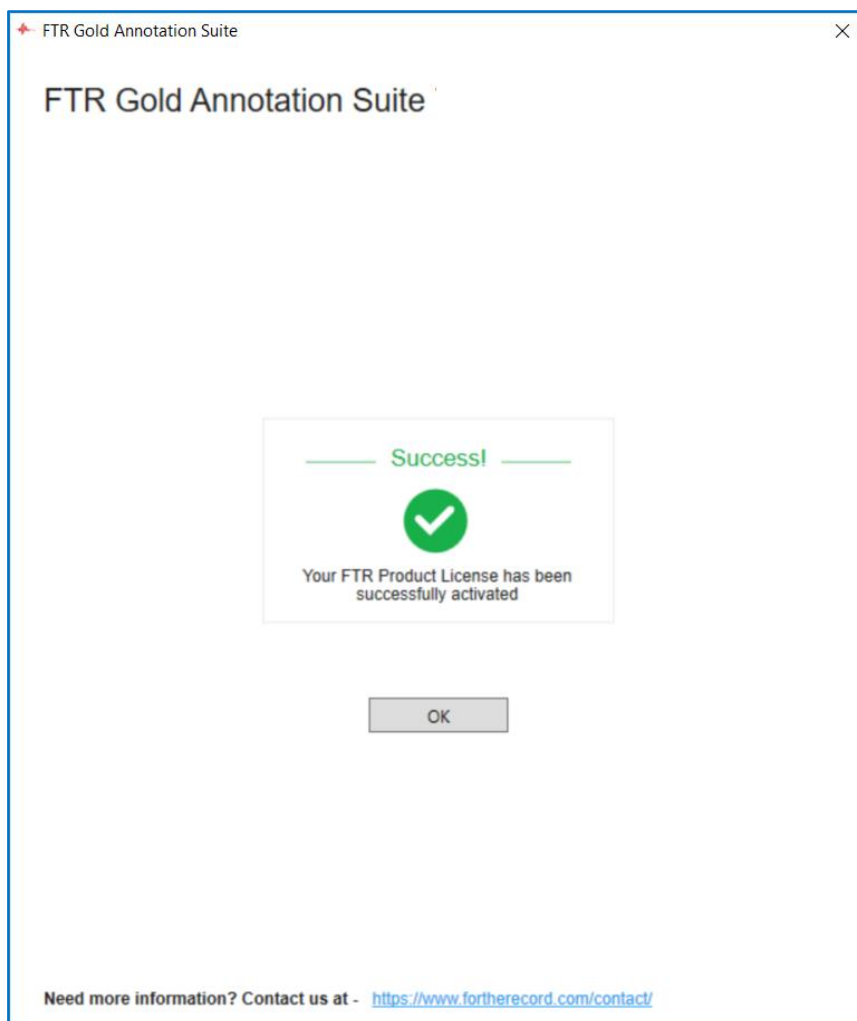 FTR Gold Annotation Suite
FTR Gold Annotation Suite
Success!
Your FTR Product License has been
successfully activated
OK
Need more information? Contact us at - https://www.fortherecord.com/contact/